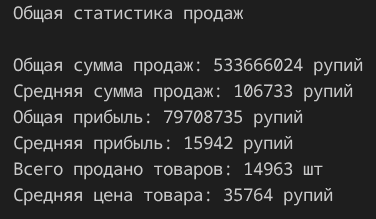 Общая статистика продаж
Общая сумма продаж: 533666024 рупий
Средняя сумма продаж: 106733 рупий
Общая прибыль: 79708735 рупий
Средняя прибыль: 15942 рупий
Всего продано товаров: 14963 шт
Средняя цена товара: 35764 рупий